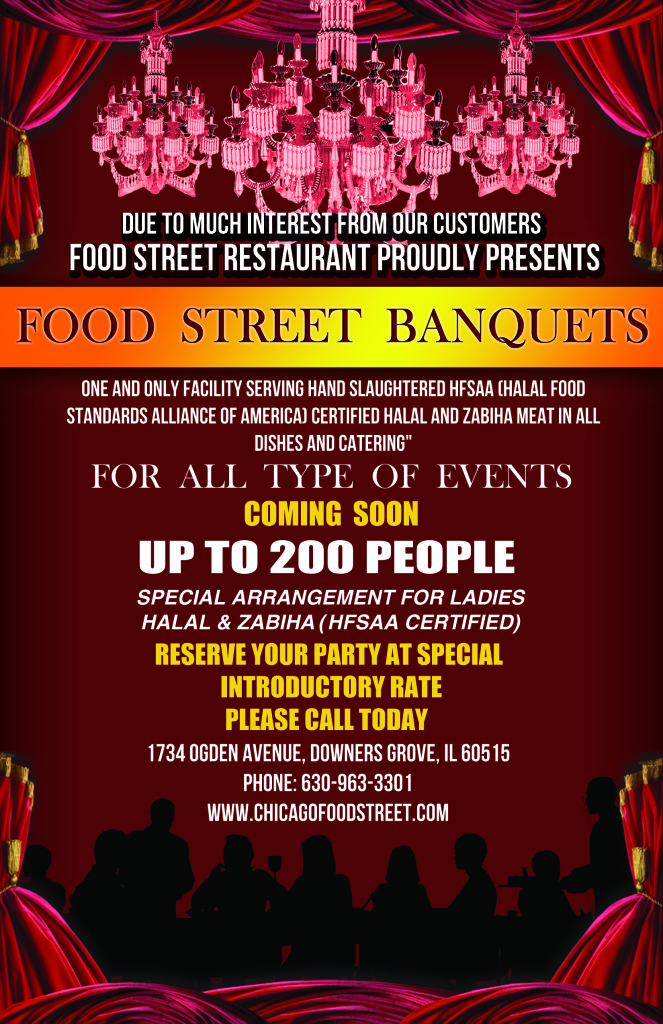 DUE TO MUCH INTEREST FROM OUR CUSTOMERS
FOOD STREET RESTAURANT PROUDLY PRESENTS
FOOD STREET BANQUETS
ONE AND ONLY FACILITY SERVING HAND SLAUGHTERED HFSAA (HALAL FOOD
STANDARDS ALLIANCE OF AMERICA) CERTIFIED HALAL AND ZABIHA MEAT IN ALL
DISHES AND CATERING"
FOR ALL TYPE OF EVENTS
COMING SOON
UP TO 200 PEOPLE
SPECIAL ARRANGEMENT FOR LADIES
HALAL & ZABIHA (HFSAA CERTIFIED)
RESERVE YOUR PARTY AT SPECIAL
INTRODUCTORY RATE
PLEASE CALL TODAY
1734 OGDEN AVENUE, DOWNERS GROVE, IL 60515
PHONE: 630-963-3301
WWW.CHICAGOFOODSTREET.COM